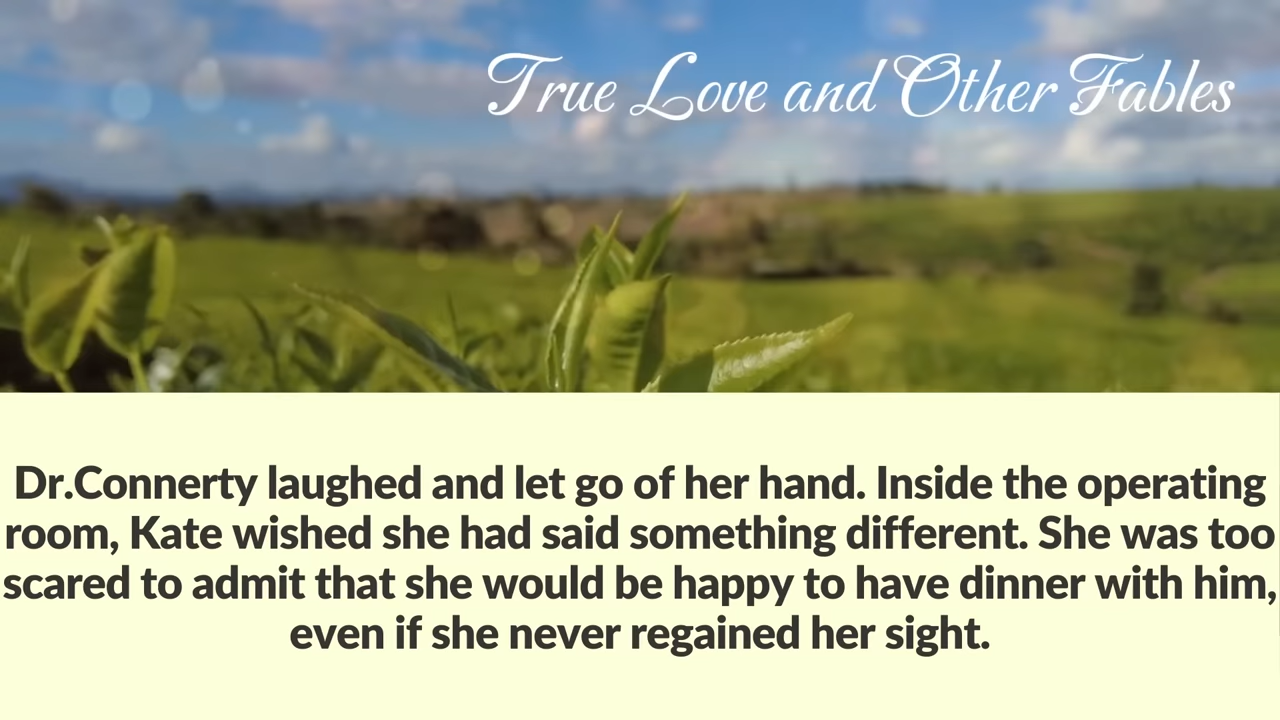 True Love and Other Fables
Dr.Connerty laughed and let go of her hand. Inside the operating
room, Kate wished she had said something different. She was too
scared to admit that she would be happy to have dinner with him,
even if she never regained her sight.